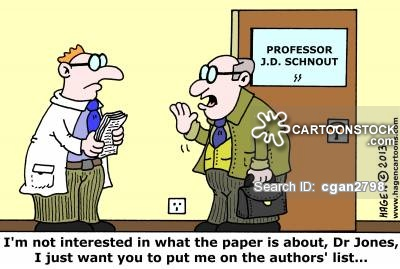 PROFESSOR
J.D. SCHNOUT
CARTOONSTOCK
.com
Search ID: cgan2798
HAGEN © 2013
www.hagencartoons.com
I'm not interested in what the paper is about, Dr Jones,
I just want you to put me on the authors' list...